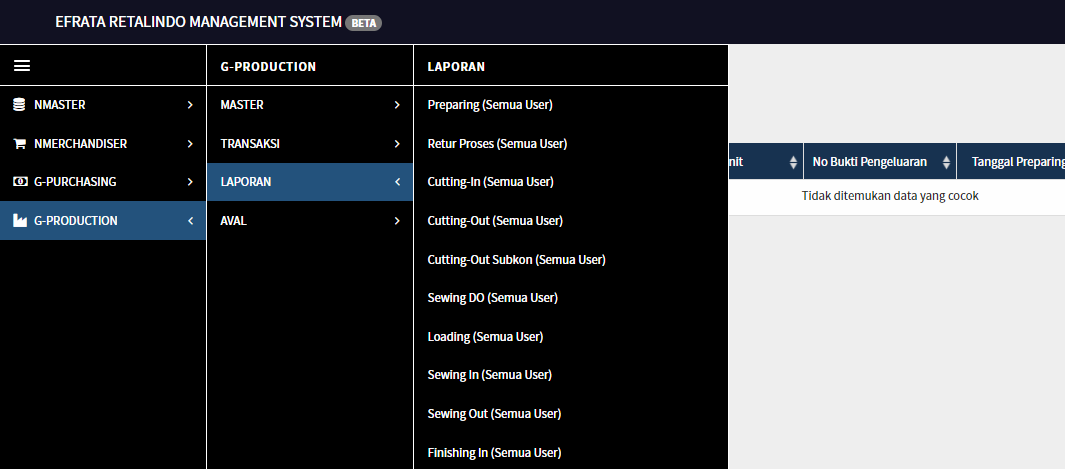 EFRATA RETALINDO MANAGEMENT SYSTEM BETA
G-PRODUCTION
LAPORAN
NMASTER
NMERCHANDISER
G-PURCHASING
G-PRODUCTION
MASTER
TRANSAKSI
LAPORAN
AVAL
Preparing (Semua User)
Retur Proses (Semua User)
Cutting-In (Semua User)
Cutting-Out (Semua User)
Cutting-Out Subkon (Semua User)
Sewing DO (Semua User)
Loading (Semua User)
Sewing In (Semua User)
Sewing Out (Semua User)
Finishing In (Semua User)
nit
No Bukti Pengeluaran
Tanggal Preparing
Tidak ditemukan data yang cocok